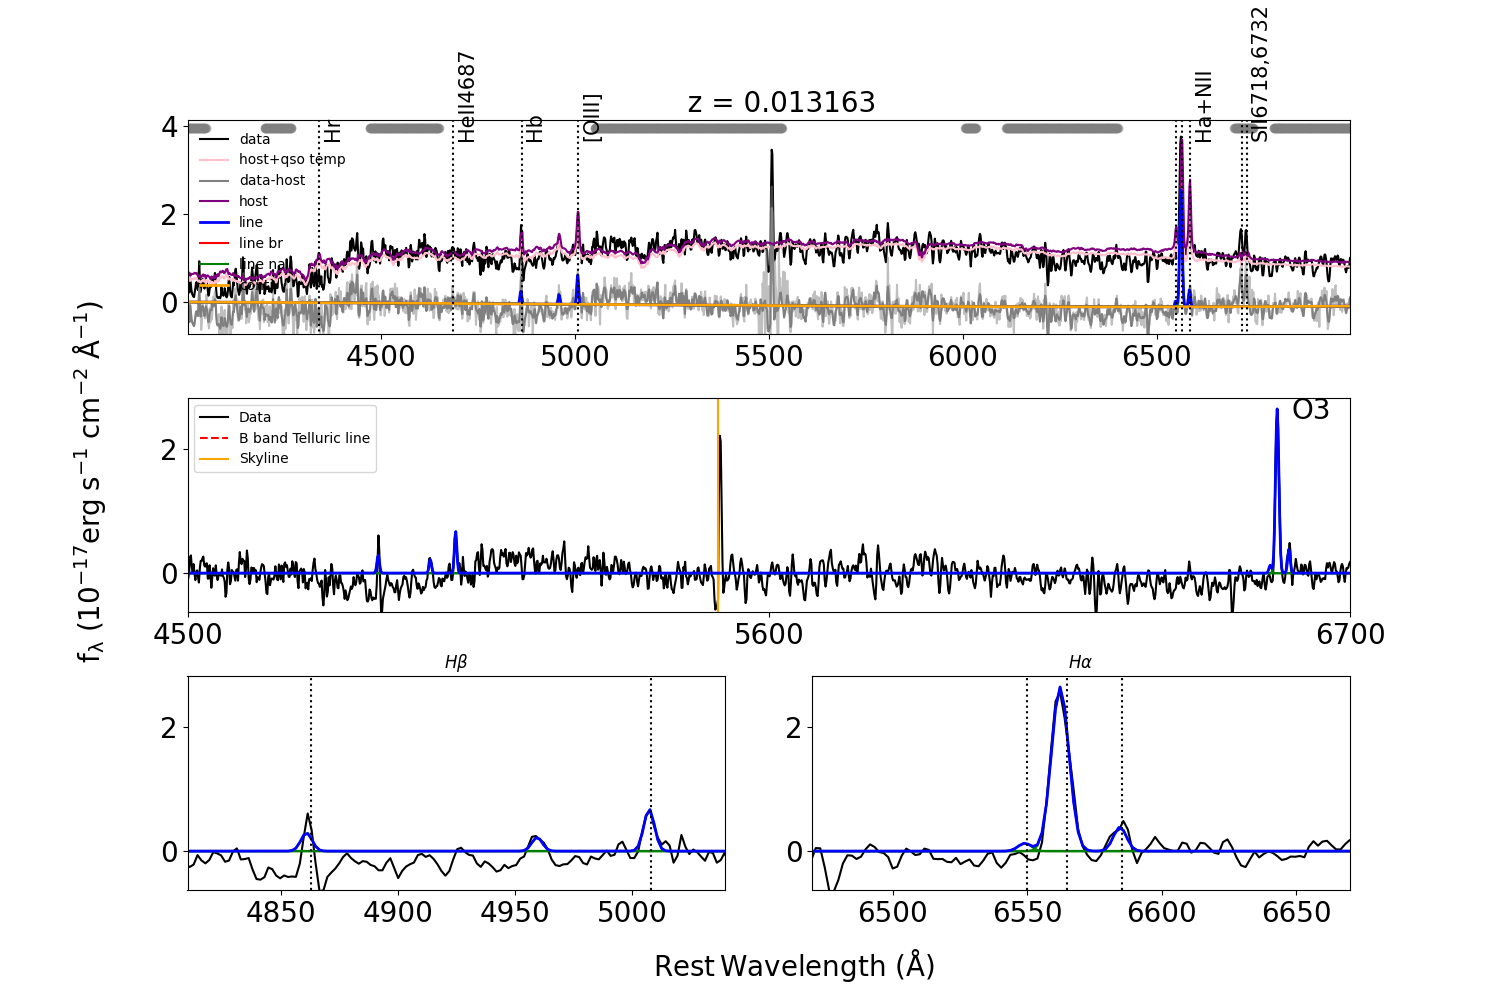 z = 0.013163
Hr
HeII4687
Hb
[OIII]
Ha+NII
SII6718,6732
data
host+qso temp
data-host
host
line
line br
line na
4
2
0
4500 5000 5500 6000 6500
Data
B band Telluric line
Skyline
O3
2
0
4500 5600 6700
fλ (10⁻¹⁷erg s⁻¹ cm⁻² Å⁻¹)
Hβ
2
0
4850 4900 4950 5000
Hα
2
0
6500 6550 6600 6650
Rest Wavelength (Å)